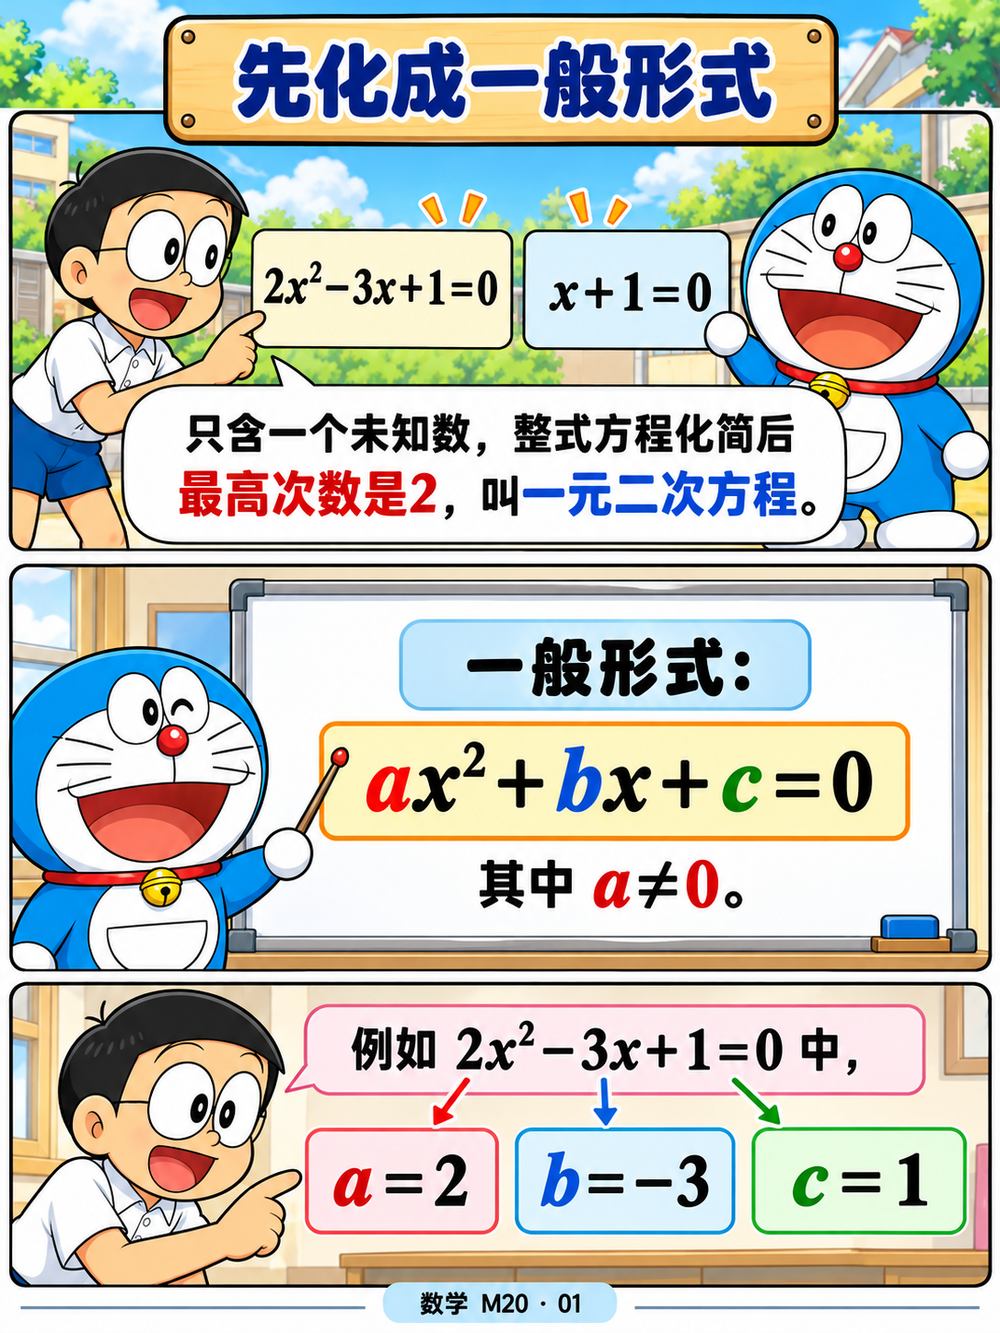 先化成一般形式
2x²−3x+1=0
x+1=0
只含一个未知数，整式方程化简后
最高次数是2，叫一元二次方程。
一般形式：
ax²+bx+c=0
其中 a≠0。
例如 2x²−3x+1=0 中，
a=2
b=−3
c=1
数学 M20 · 01